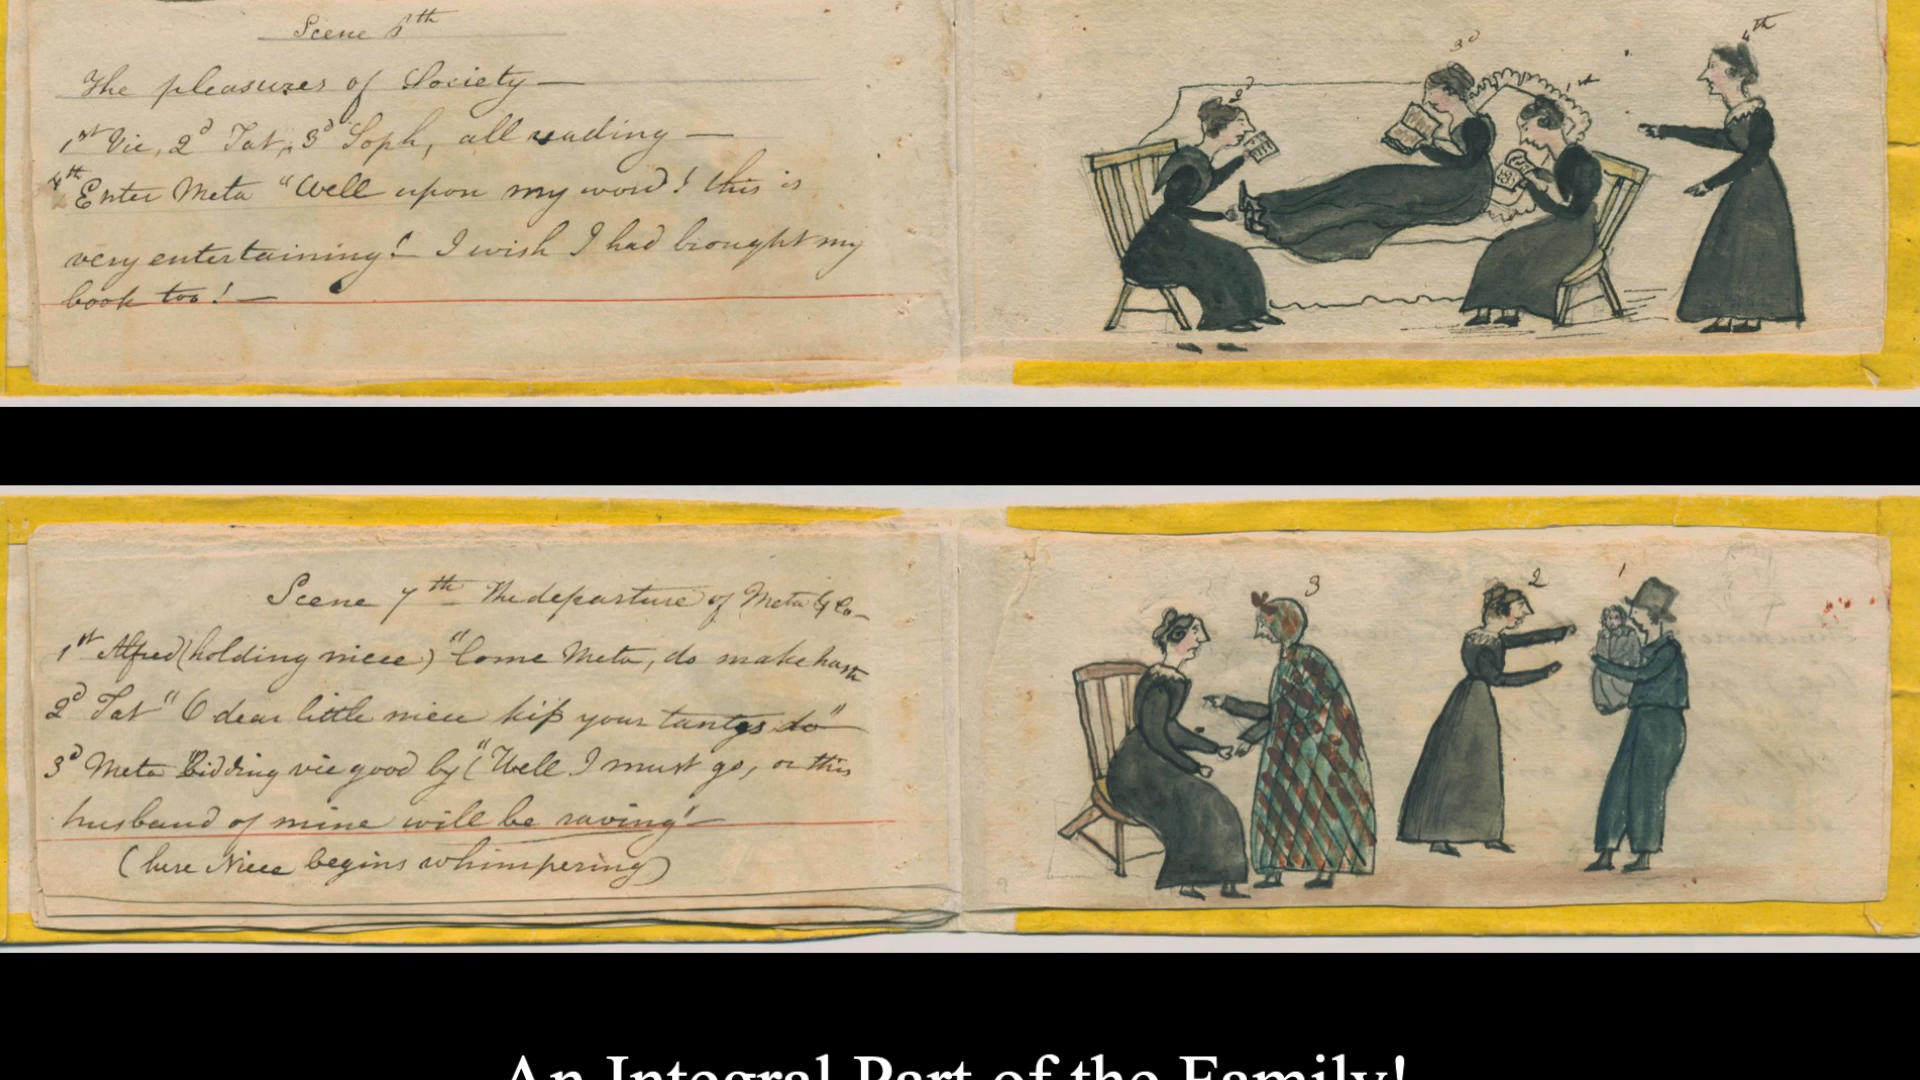 Scene 6th
The pleasures of Society—
1st Vic, 2d Tat, 3d Soph, all reading—
4th Enter Meta "Well upon my word! this is
very entertaining! I wish I had brought my
book too!—
2d
3d
1st
4th
Scene 7th The departure of Meta & Co—
1st Alfred (holding niece) "Come Meta, do make haste
2d Tat "O dear little niece kiss your tantes do"
3d Meta Bidding vie good by ("Well I must go, or this
husband of mine will be raving"—
(here Niece begins whimpering)
3
2
1
An Integral Part of the Family!